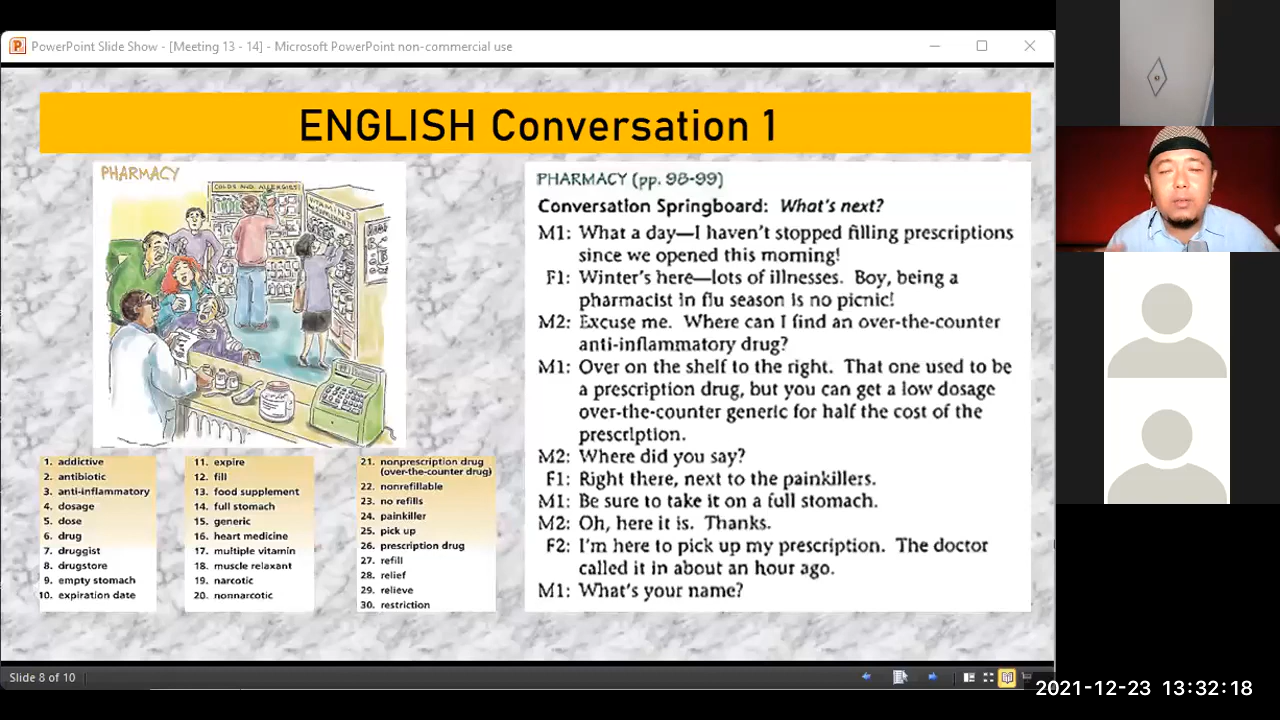 PowerPoint Slide Show - [Meeting 13 - 14] - Microsoft PowerPoint non-commercial use
ENGLISH Conversation 1
PHARMACY
COLDS AND ALLERGIES
VITAMINS
1. addictive
2. antibiotic
3. anti-inflammatory
4. dosage
5. dose
6. drug
7. druggist
8. drugstore
9. empty stomach
10. expiration date
11. expire
12. fill
13. food supplement
14. full stomach
15. generic
16. heart medicine
17. multiple vitamin
18. muscle relaxant
19. narcotic
20. nonnarcotic
21. nonprescription drug
(over-the-counter drug)
22. nonrefillable
23. no refills
24. painkiller
25. pick up
26. prescription drug
27. refill
28. relief
29. relieve
30. restriction
PHARMACY (pp. 98-99)
Conversation Springboard: What's next?
M1: What a day—I haven't stopped filling prescriptions
since we opened this morning!
F1: Winter's here—lots of illnesses. Boy, being a
pharmacist in flu season is no picnic!
M2: Excuse me. Where can I find an over-the-counter
anti-inflammatory drug?
M1: Over on the shelf to the right. That one used to be
a prescription drug, but you can get a low dosage
over-the-counter generic for half the cost of the
prescription.
M2: Where did you say?
F1: Right there, next to the painkillers.
M1: Be sure to take it on a full stomach.
M2: Oh, here it is. Thanks.
F2: I'm here to pick up my prescription. The doctor
called it in about an hour ago.
M1: What's your name?
Slide 8 of 10
2021-12-23 13:32:18